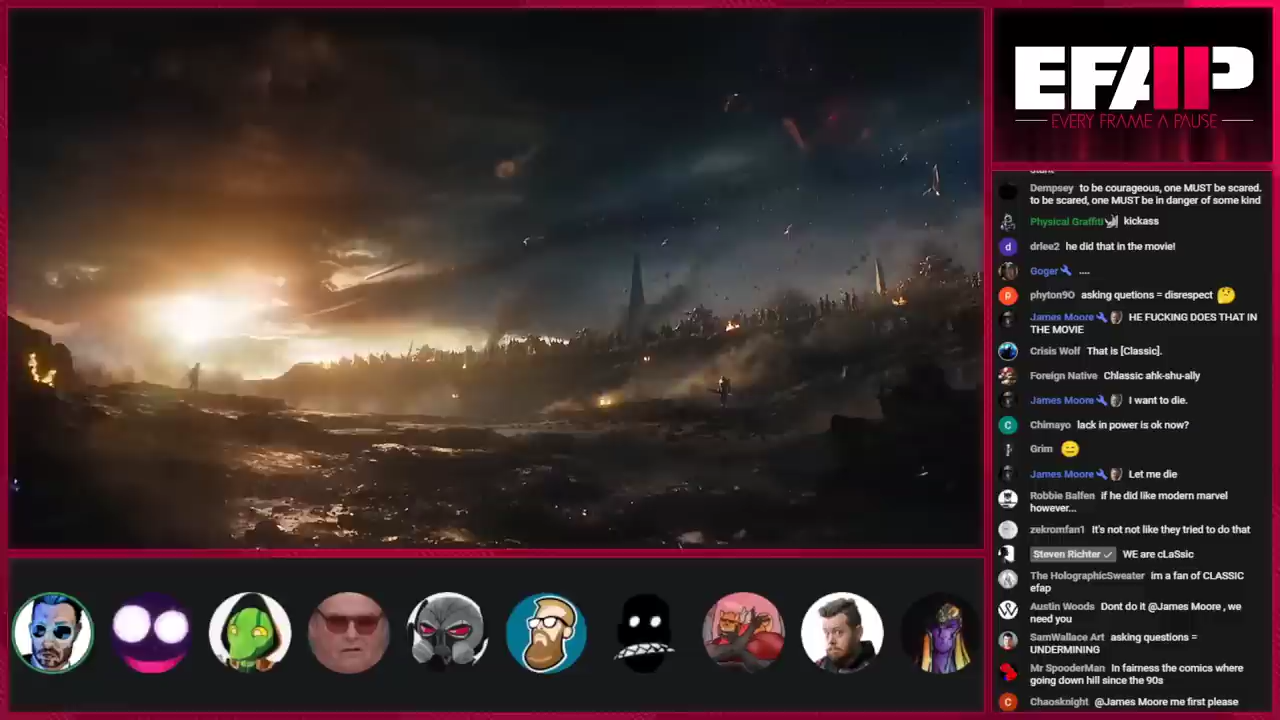 EFAP
EVERY FRAME A PAUSE
Dempsey to be courageous, one MUST be scared.
to be scared, one MUST be in danger of some kind
Physical Graffiti kickass
d drlee2 he did that in the movie!
Goger ....
p phyton90 asking quetions = disrespect
James Moore HE FUCKING DOES THAT IN
THE MOVIE
Crisis Wolf That is [Classic].
Foreign Native Chlassic ahk-shu-ally
James Moore I want to die.
C Chimayo lack in power is ok now?
Grim
James Moore Let me die
Robbie Balfen if he did like modern marvel
however...
zekromfan1 It's not not like they tried to do that
Steven Richter WE are cLaSsic
The HolographicSweater im a fan of CLASSIC
efap
Austin Woods Dont do it @James Moore , we
need you
SamWallace Art asking questions =
UNDERMINING
Mr SpooderMan In fairness the comics where
going down hill since the 90s
C Chaosknight @James Moore me first please